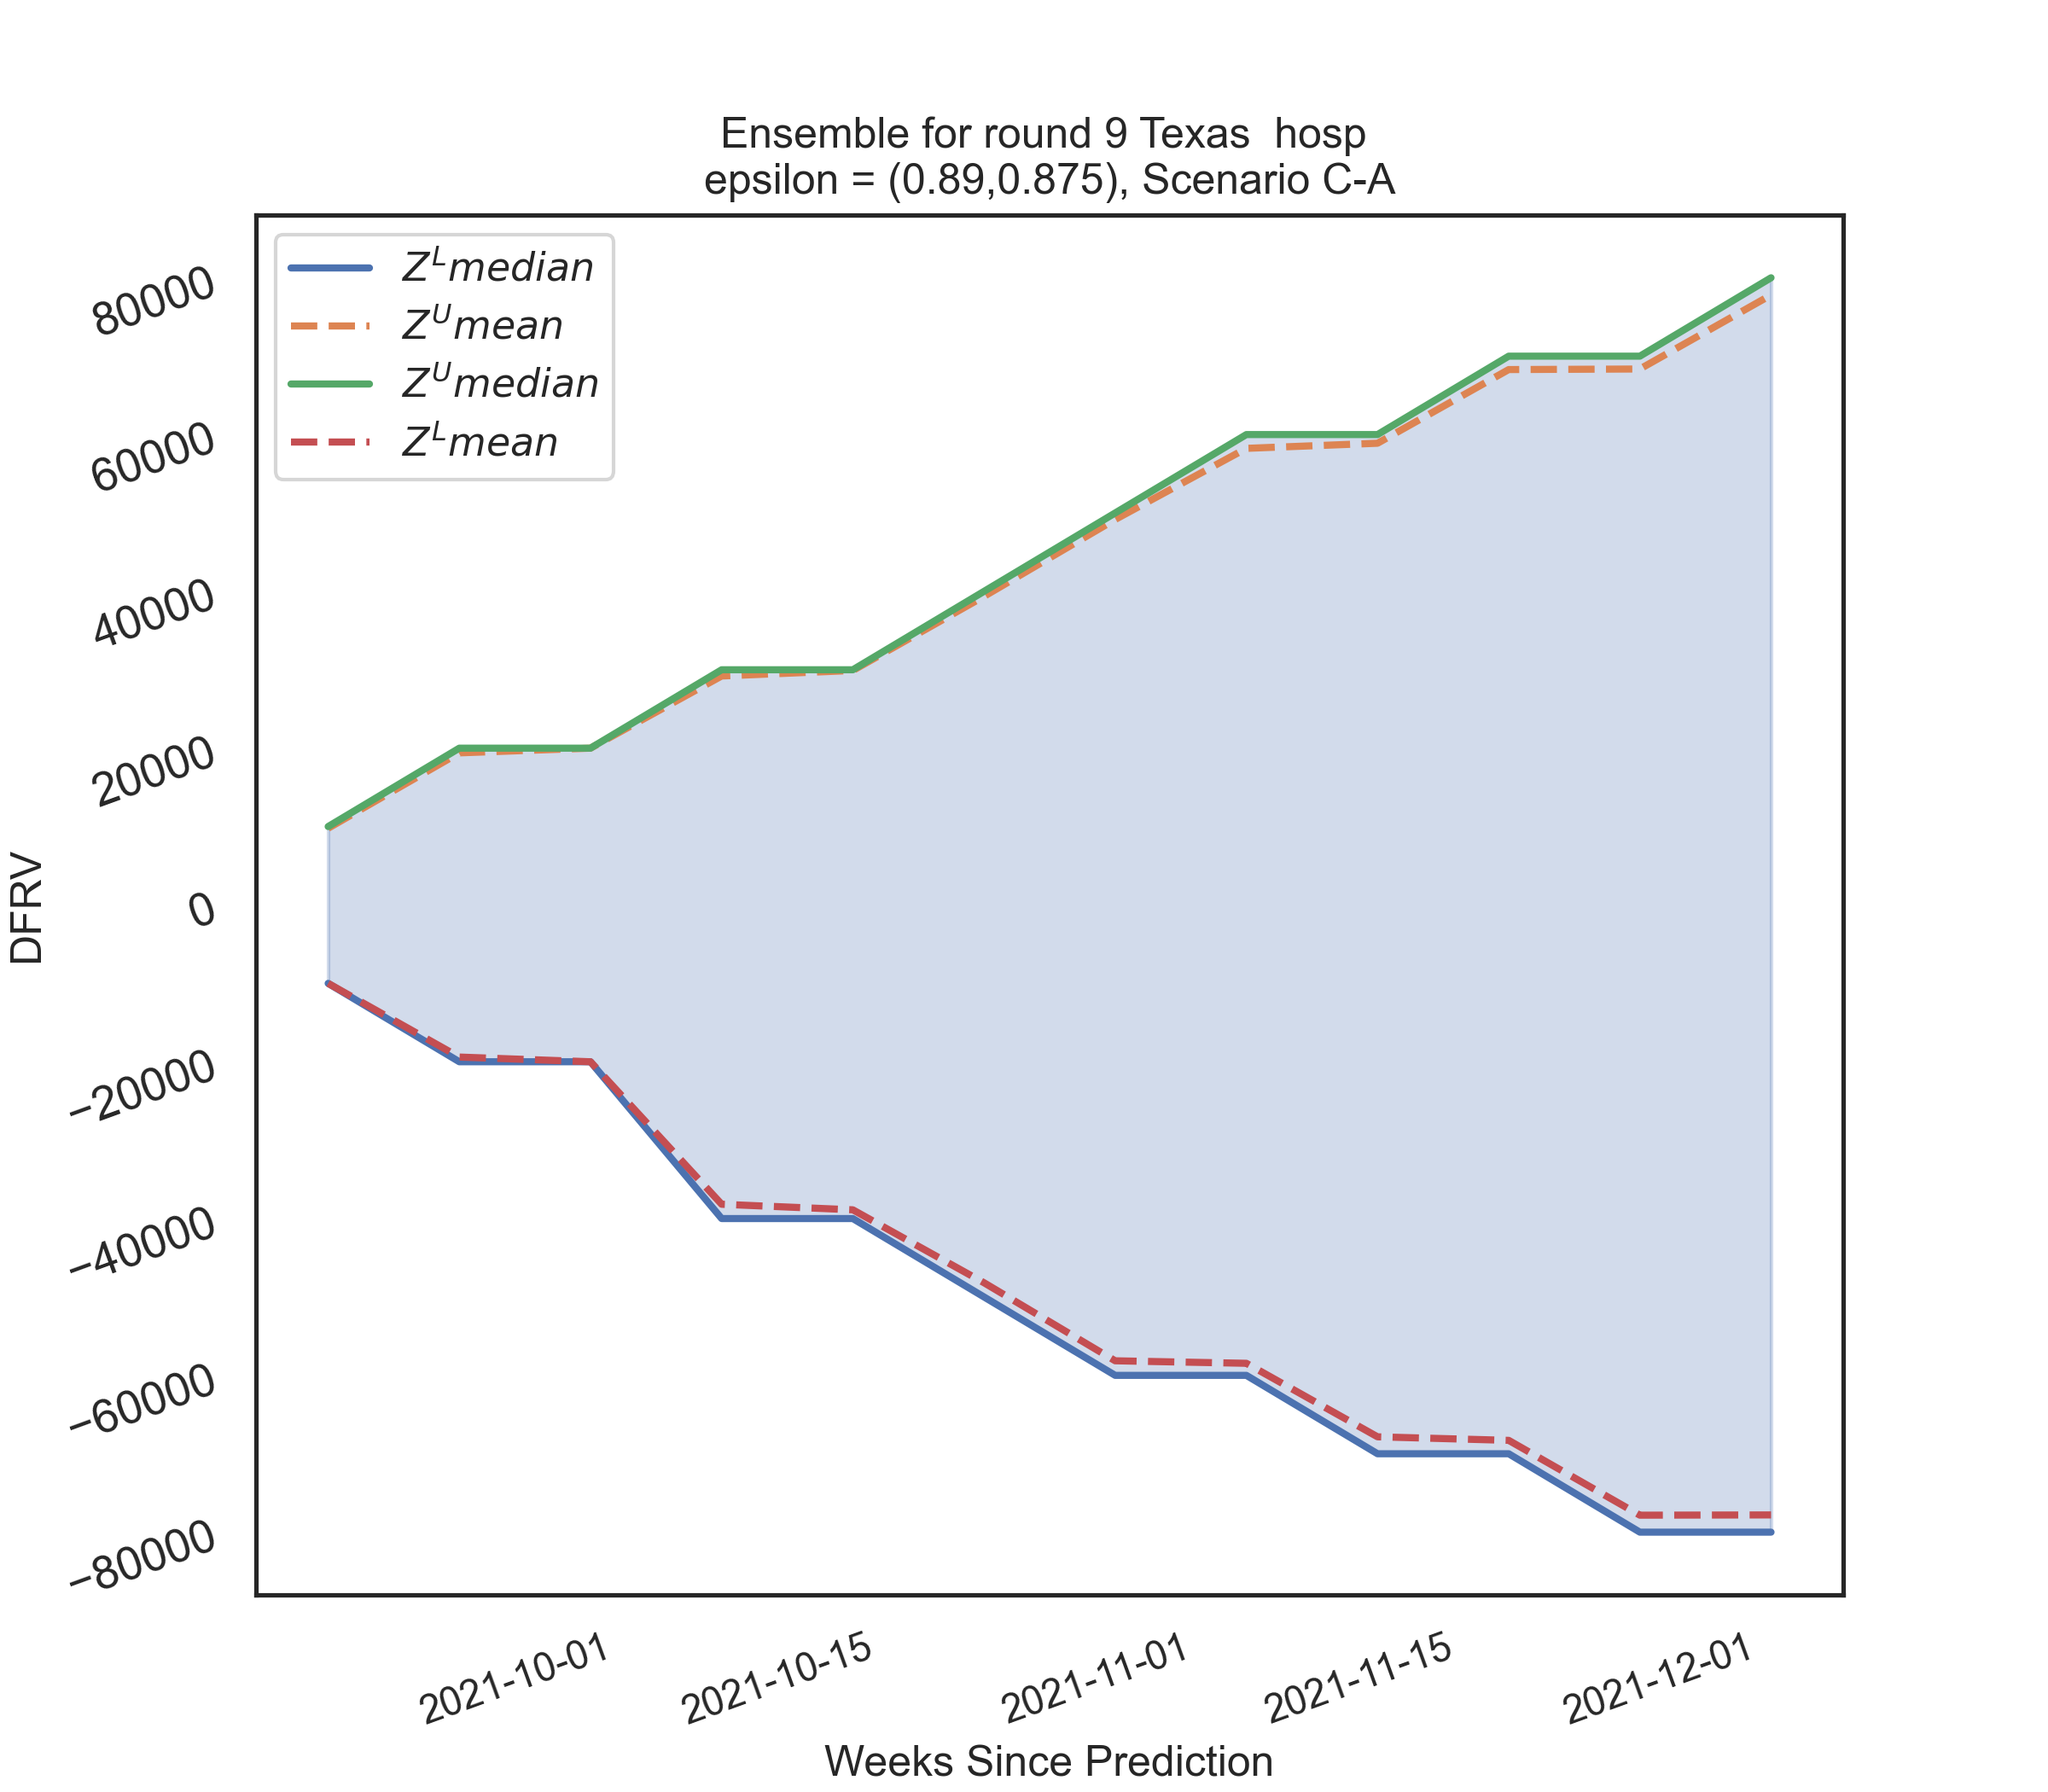 Ensemble for round 9 Texas  hosp
epsilon = (0.89,0.875), Scenario C-A
Z^L median
Z^U mean
Z^U median
Z^L mean
80000
60000
40000
20000
0
−20000
−40000
−60000
−80000
DFRV
2021-10-01
2021-10-15
2021-11-01
2021-11-15
2021-12-01
Weeks Since Prediction